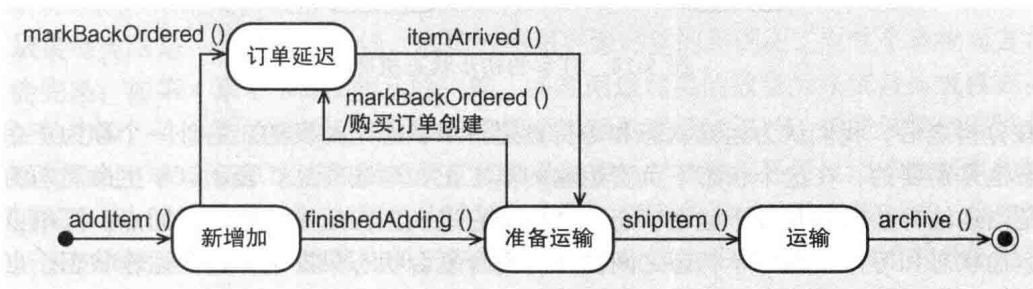 markBackOrdered ()
订单延迟
itemArrived ()
markBackOrdered ()
/购买订单创建
addItem ()
新增加
finishedAdding ()
准备运输
shipItem ()
运输
archive ()